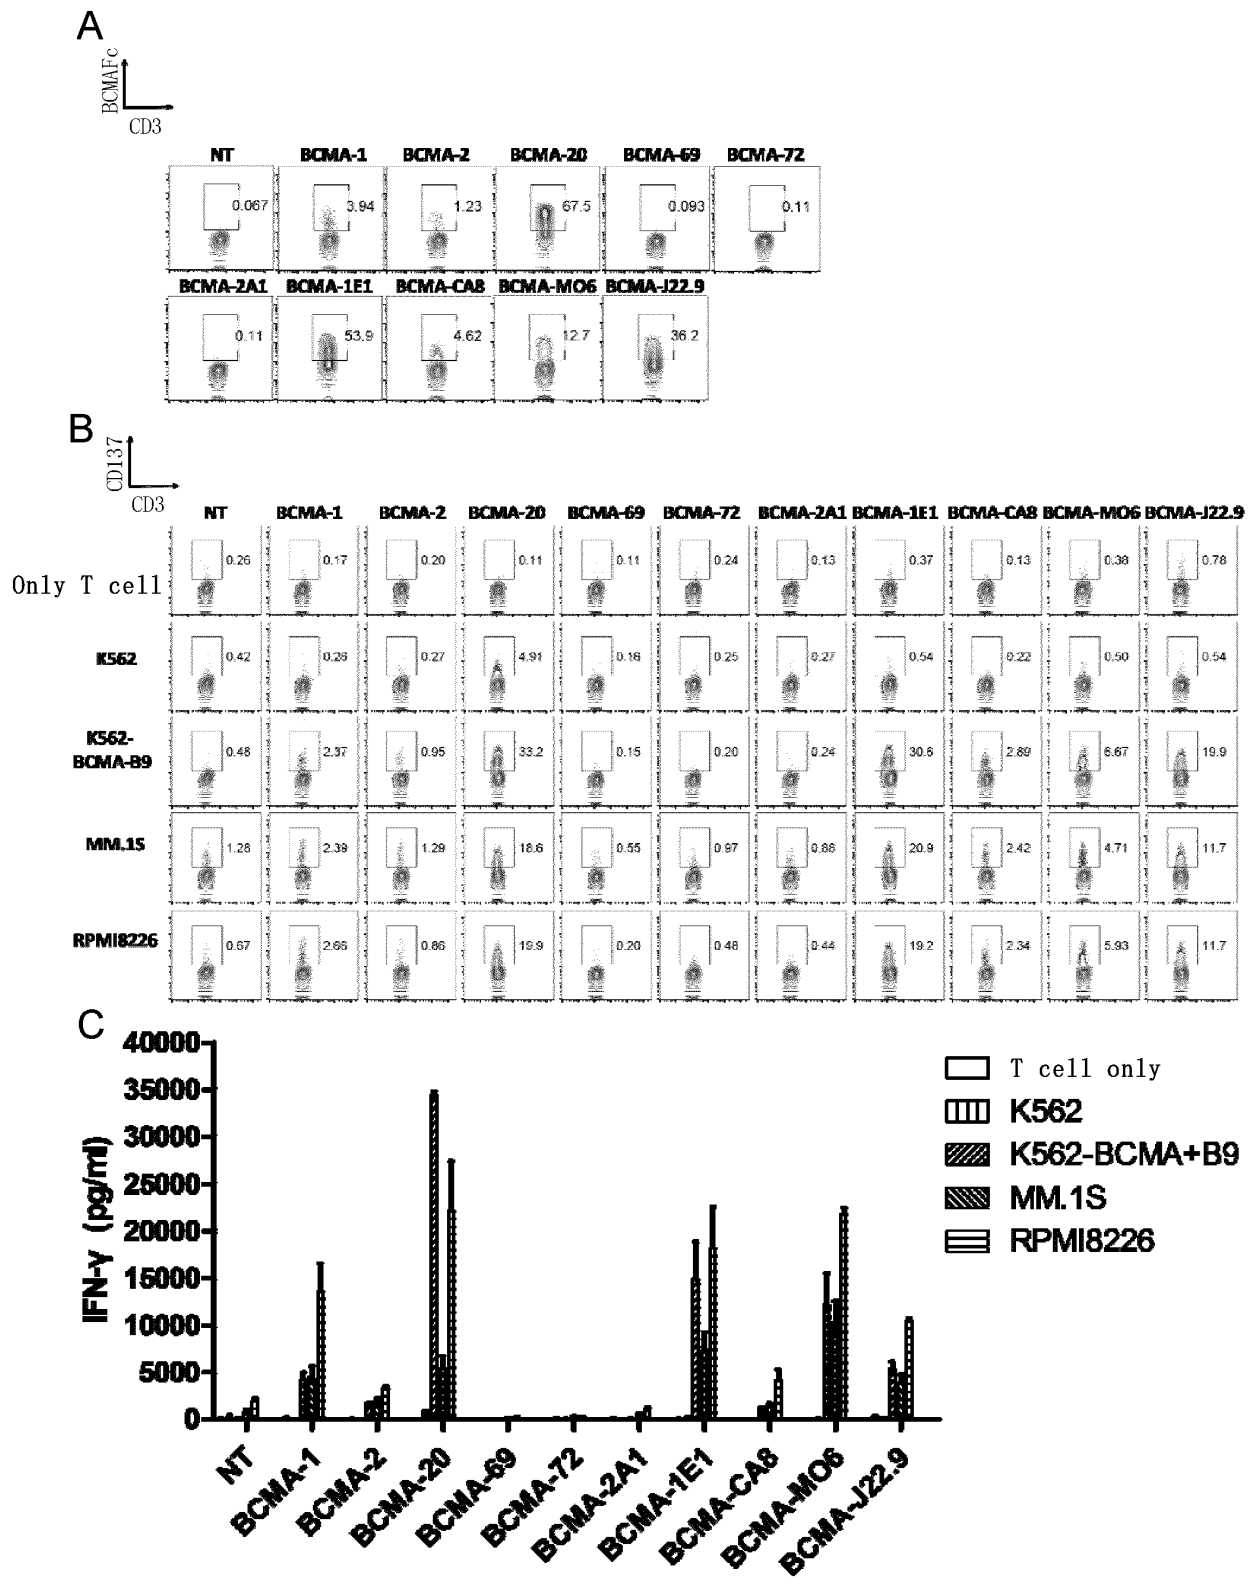 A
BCMAFc
CD3
NT BCMA-1 BCMA-2 BCMA-20 BCMA-69 BCMA-72
0.067 3.94 1.23 67.5 0.093 0.11
BCMA-2A1 BCMA-1E1 BCMA-CA8 BCMA-MO6 BCMA-J22.9
0.11 53.9 4.62 12.7 36.2
B
CD137
CD3
NT BCMA-1 BCMA-2 BCMA-20 BCMA-69 BCMA-72 BCMA-2A1 BCMA-1E1 BCMA-CA8 BCMA-MO6 BCMA-J22.9
Only T cell 0.26 0.17 0.20 0.11 0.11 0.24 0.13 0.37 0.13 0.38 0.78
K562 0.42 0.26 0.27 4.91 0.16 0.25 0.27 0.54 0.22 0.50 0.54
K562-
BCMA-B9 0.48 2.37 0.95 33.2 0.15 0.20 0.24 30.6 2.89 6.67 19.9
MM.1S 1.28 2.39 1.29 18.6 0.55 0.97 0.86 20.9 2.42 4.71 11.7
RPMI8226 0.67 2.66 0.86 19.9 0.20 0.48 0.44 19.2 2.34 5.93 11.7
C
IFN-γ (pg/ml)
40000
35000
30000
25000
20000
15000
10000
5000
0
NT BCMA-1 BCMA-2 BCMA-20 BCMA-69 BCMA-72 BCMA-2A1 BCMA-1E1 BCMA-CA8 BCMA-MO6 BCMA-J22.9
T cell only
K562
K562-BCMA+B9
MM.1S
RPMI8226